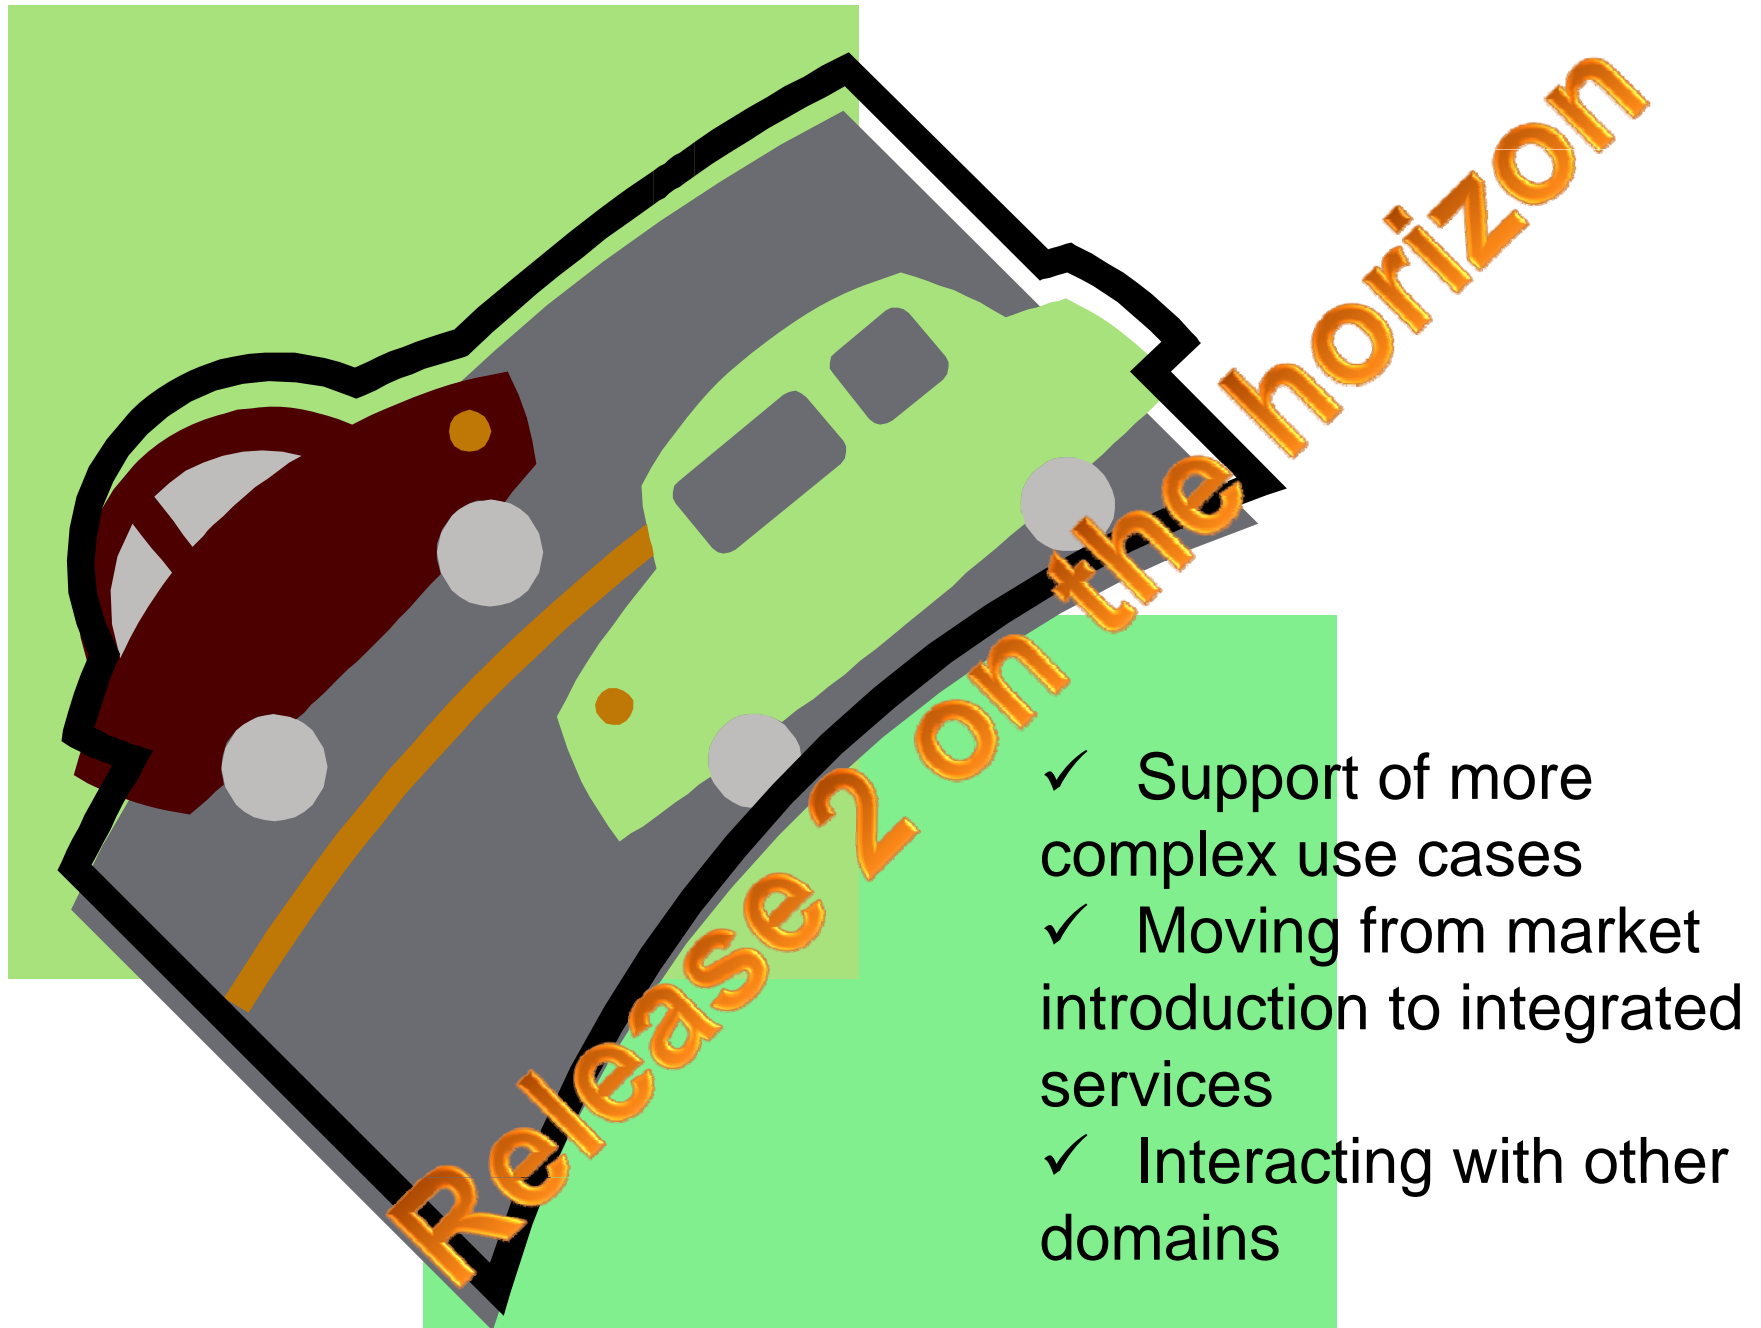 Release 2 on the horizon
✓ Support of more
complex use cases
✓ Moving from market
introduction to integrated
services
✓ Interacting with other
domains